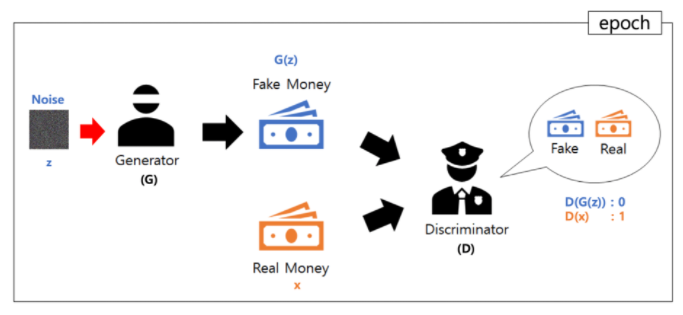 epoch
G(z)
Fake Money
Noise
z
Generator
(G)
Real Money
x
Discriminator
(D)
Fake Real
D(G(z)) : 0
D(x) : 1